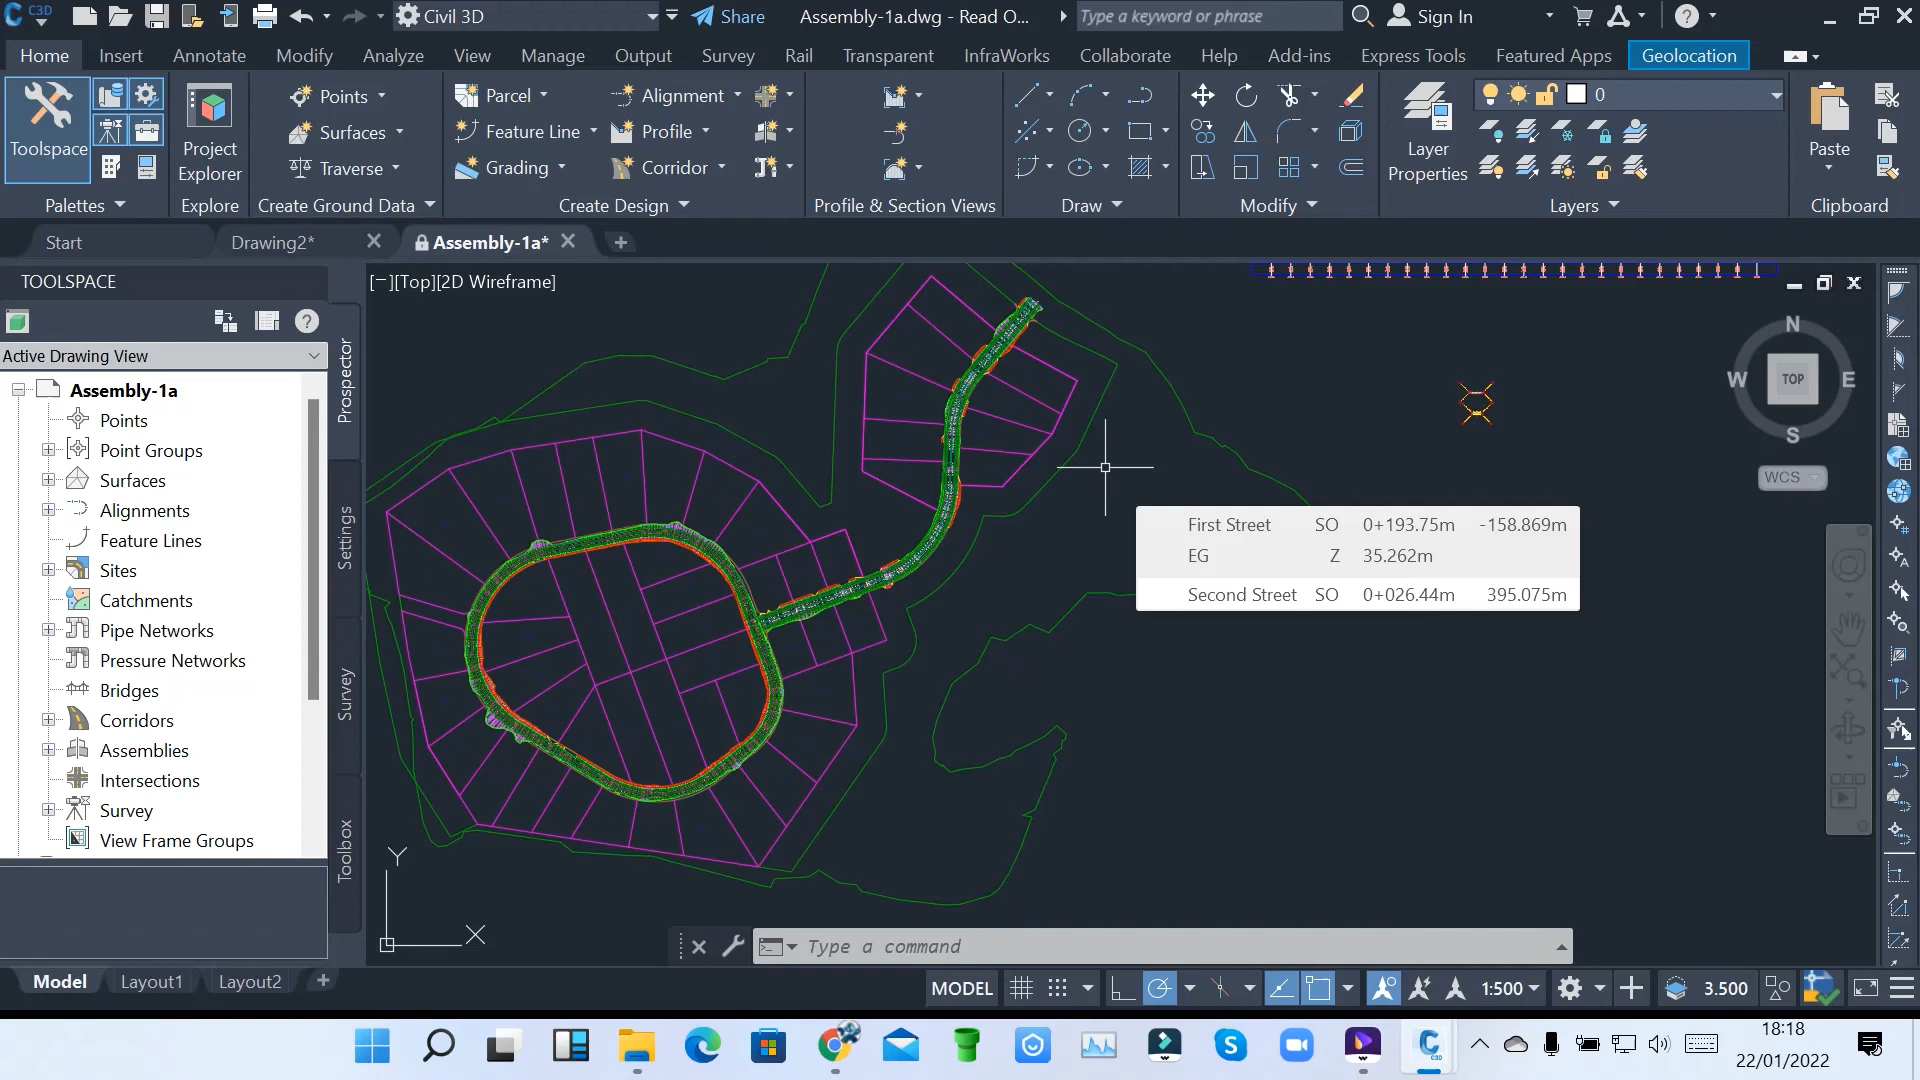 C3D
Civil 3D
Share
Assembly-1a.dwg - Read O...
Type a keyword or phrase
Sign In
Home
Insert
Annotate
Modify
Analyze
View
Manage
Output
Survey
Rail
Transparent
InfraWorks
Collaborate
Help
Add-ins
Express Tools
Featured Apps
Geolocation
Toolspace
Project
Explorer
Points
Surfaces
Traverse
Parcel
Feature Line
Grading
Alignment
Profile
Corridor
Layer
Properties
0
Paste
Palettes
Explore
Create Ground Data
Create Design
Profile & Section Views
Draw
Modify
Layers
Clipboard
Start
Drawing2*
Assembly-1a*
TOOLSPACE
[−][Top][2D Wireframe]
Active Drawing View
Assembly-1a
Points
Point Groups
Surfaces
Alignments
Feature Lines
Sites
Catchments
Pipe Networks
Pressure Networks
Bridges
Corridors
Assemblies
Intersections
Survey
View Frame Groups
Prospector
Settings
Survey
Toolbox
N
W
TOP
E
S
WCS
First Street SO 0+193.75m -158.869m
EG Z 35.262m
Second Street SO 0+026.44m 395.075m
Y
X
Type a command
Model
Layout1
Layout2
MODEL
1:500
3.500
C3D
18:18
22/01/2022